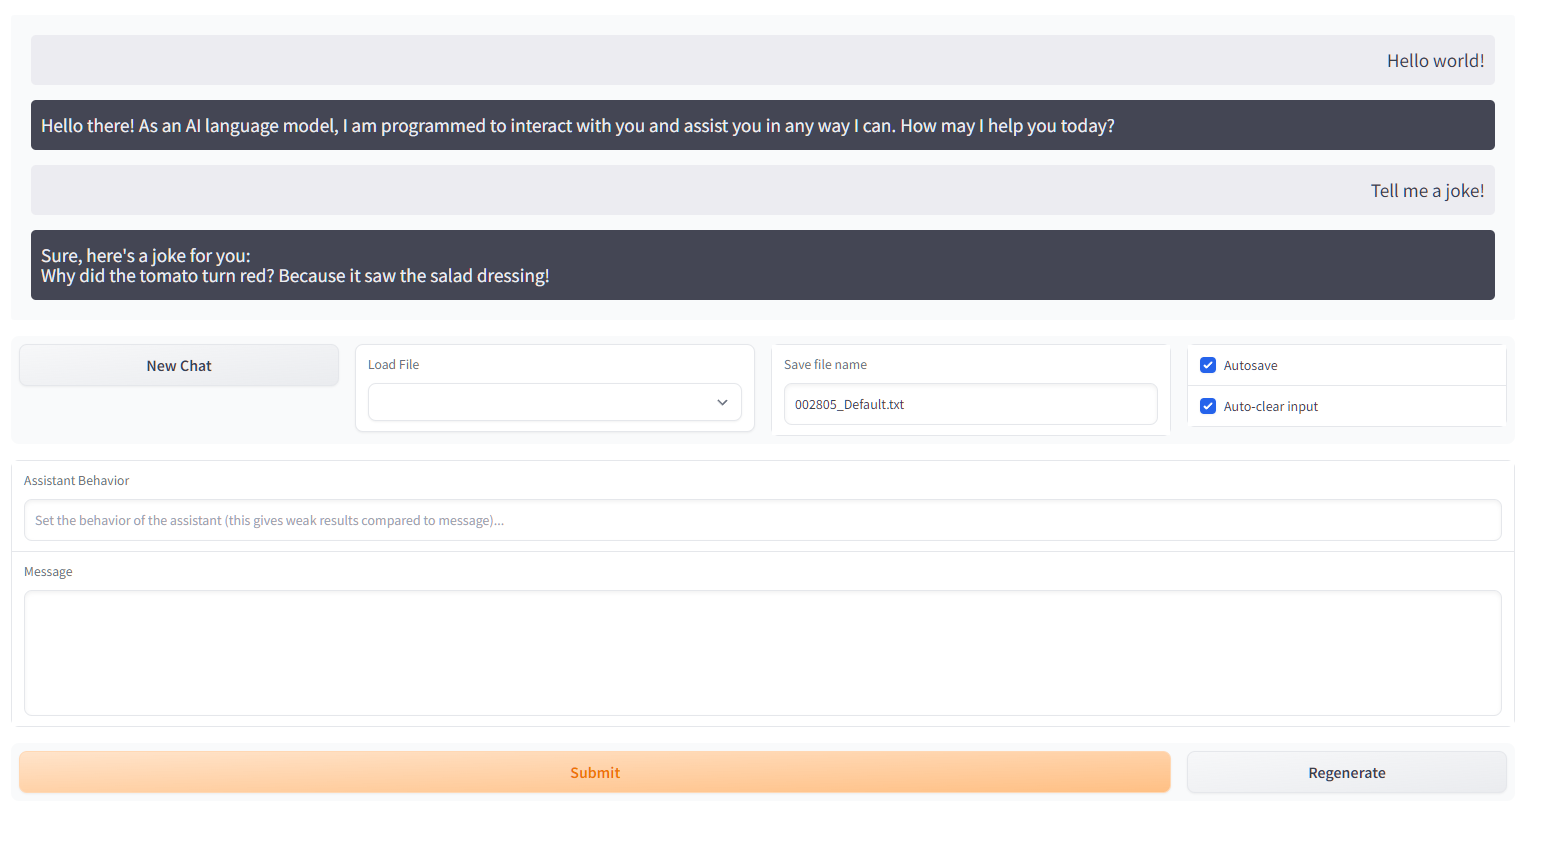 Hello world!
Hello there! As an AI language model, I am programmed to interact with you and assist you in any way I can. How may I help you today?
Tell me a joke!
Sure, here's a joke for you:
Why did the tomato turn red? Because it saw the salad dressing!
New Chat
Load File
Save file name
002805_Default.txt
Autosave
Auto-clear input
Assistant Behavior
Set the behavior of the assistant (this gives weak results compared to message)...
Message
Submit
Regenerate